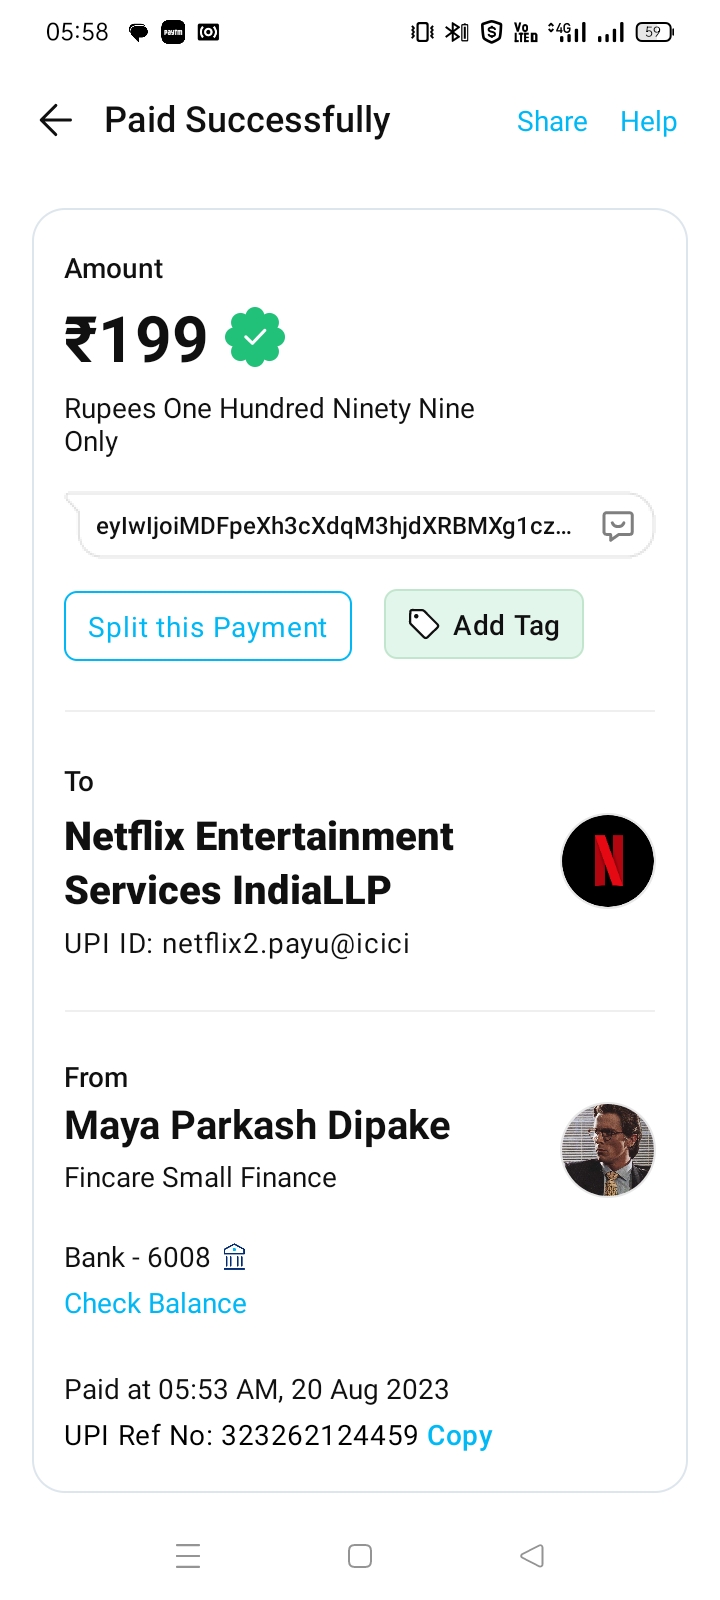 05:58
paytm
Vo
LTE
4G
59
Paid Successfully
Share
Help
Amount
₹199
Rupees One Hundred Ninety Nine
Only
eyIwIjoiMDFpeXh3cXdqM3hjdXRBMXg1cz...
Split this Payment
Add Tag
To
Netflix Entertainment
Services IndiaLLP
N
UPI ID: netflix2.payu@icici
From
Maya Parkash Dipake
Fincare Small Finance
Bank - 6008
Check Balance
Paid at 05:53 AM, 20 Aug 2023
UPI Ref No: 323262124459 Copy